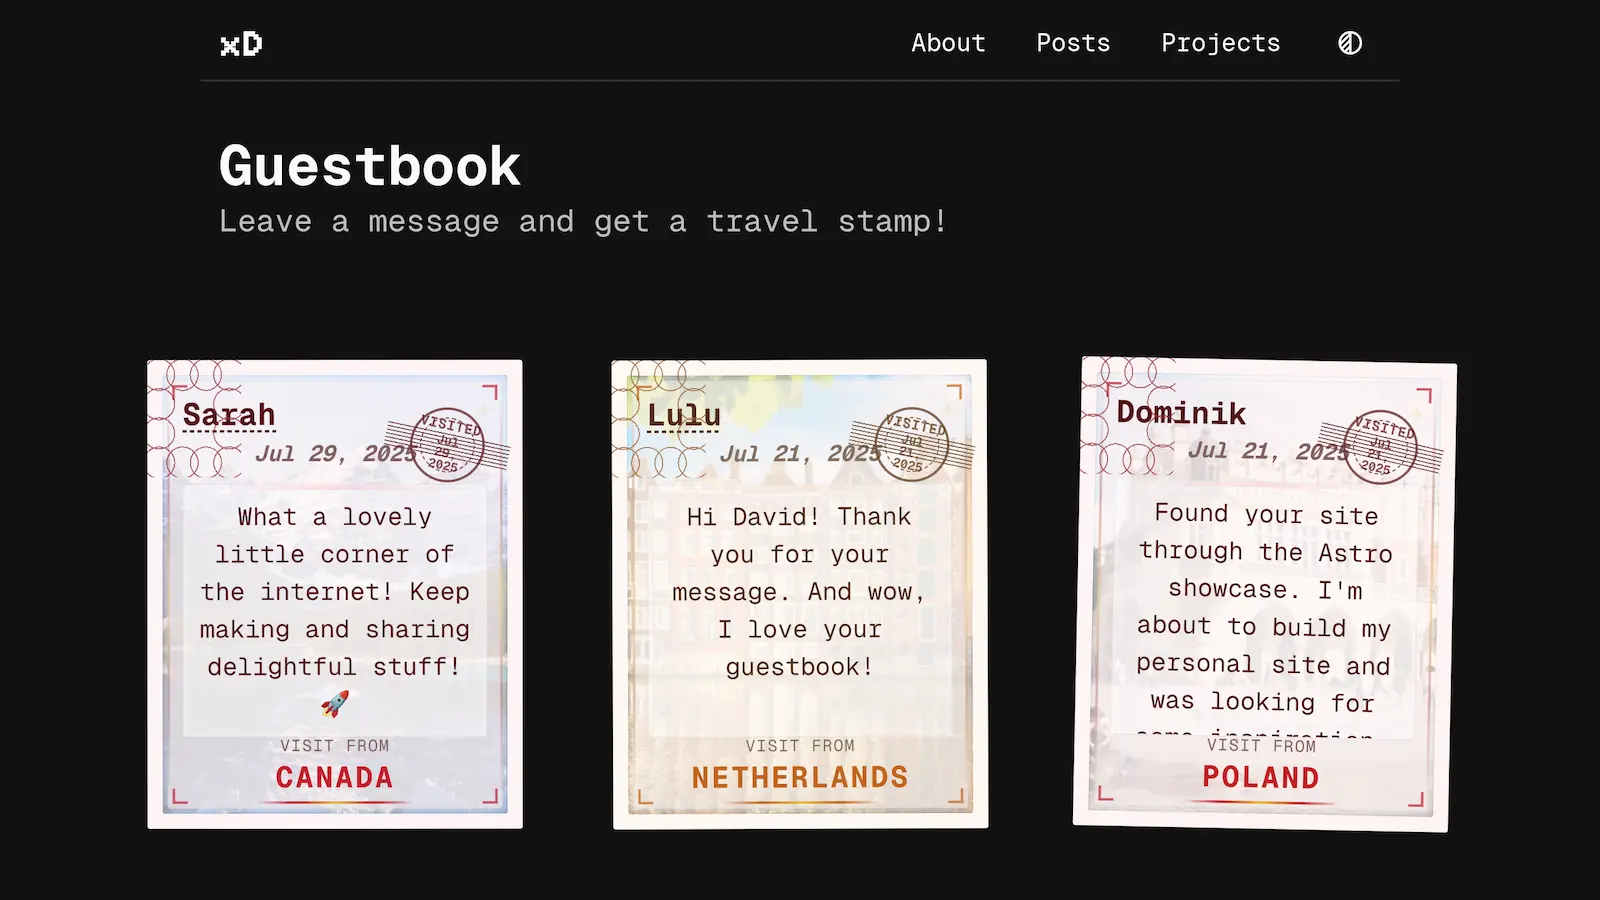 xD
About Posts Projects
Guestbook
Leave a message and get a travel stamp!
Sarah
Jul 29, 2025
VISITED
Jul
29,
2025
What a lovely
little corner of
the internet! Keep
making and sharing
delightful stuff!
🚀
VISIT FROM
CANADA
Lulu
Jul 21, 2025
VISITED
Jul
21,
2025
Hi David! Thank
you for your
message. And wow,
I love your
guestbook!
VISIT FROM
NETHERLANDS
Dominik
Jul 21, 2025
VISITED
Jul
21,
2025
Found your site
through the Astro
showcase. I'm
about to build my
personal site and
was looking for
some inspiration
VISIT FROM
POLAND